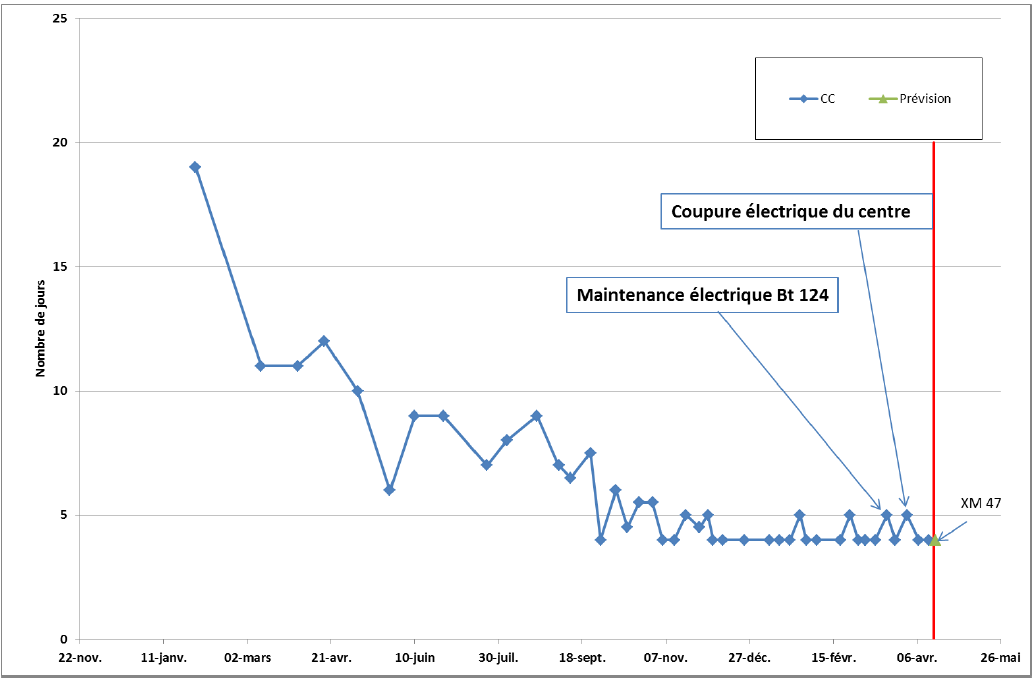 25
20
15
10
5
0
Nombre de jours
CC
Prévision
Coupure électrique du centre
Maintenance électrique Bt 124
XM 47
22-nov.
11-janv.
02-mars
21-avr.
10-juin
30-juil.
18-sept.
07-nov.
27-déc.
15-févr.
06-avr.
26-mai